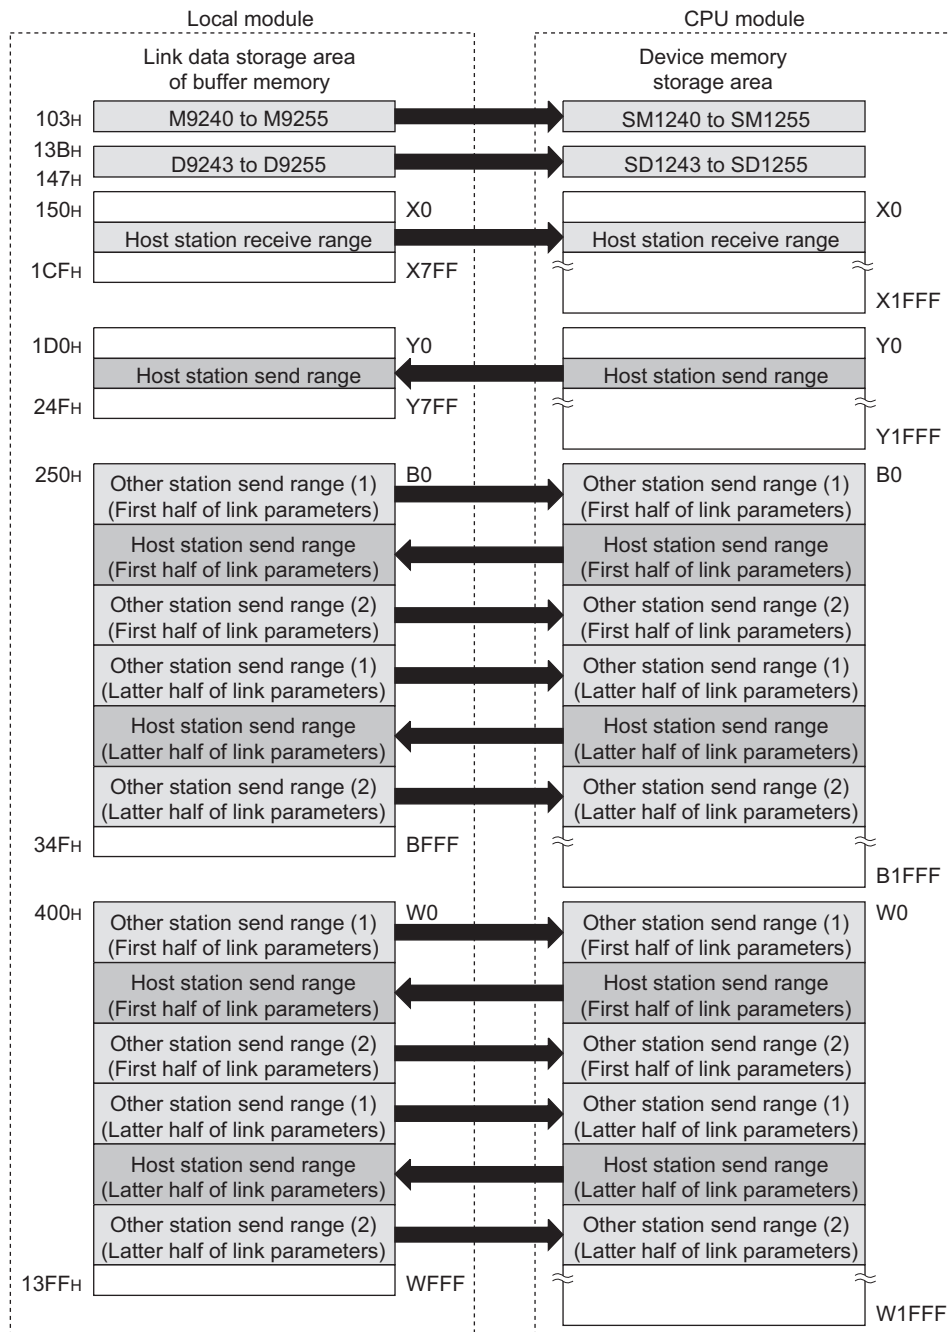 Local module
CPU module
Link data storage area
of buffer memory
Device memory
storage area
103H
M9240 to M9255
SM1240 to SM1255
13BH
147H
D9243 to D9255
SD1243 to SD1255
150H
X0
X0
Host station receive range
Host station receive range
1CFH
X7FF
X1FFF
1D0H
Y0
Y0
Host station send range
Host station send range
24FH
Y7FF
Y1FFF
250H
B0
B0
Other station send range (1)
(First half of link parameters)
Other station send range (1)
(First half of link parameters)
Host station send range
(First half of link parameters)
Host station send range
(First half of link parameters)
Other station send range (2)
(First half of link parameters)
Other station send range (2)
(First half of link parameters)
Other station send range (1)
(Latter half of link parameters)
Other station send range (1)
(Latter half of link parameters)
Host station send range
(Latter half of link parameters)
Host station send range
(Latter half of link parameters)
Other station send range (2)
(Latter half of link parameters)
Other station send range (2)
(Latter half of link parameters)
34FH
BFFF
B1FFF
400H
W0
W0
Other station send range (1)
(First half of link parameters)
Other station send range (1)
(First half of link parameters)
Host station send range
(First half of link parameters)
Host station send range
(First half of link parameters)
Other station send range (2)
(First half of link parameters)
Other station send range (2)
(First half of link parameters)
Other station send range (1)
(Latter half of link parameters)
Other station send range (1)
(Latter half of link parameters)
Host station send range
(Latter half of link parameters)
Host station send range
(Latter half of link parameters)
Other station send range (2)
(Latter half of link parameters)
Other station send range (2)
(Latter half of link parameters)
13FFH
WFFF
W1FFF